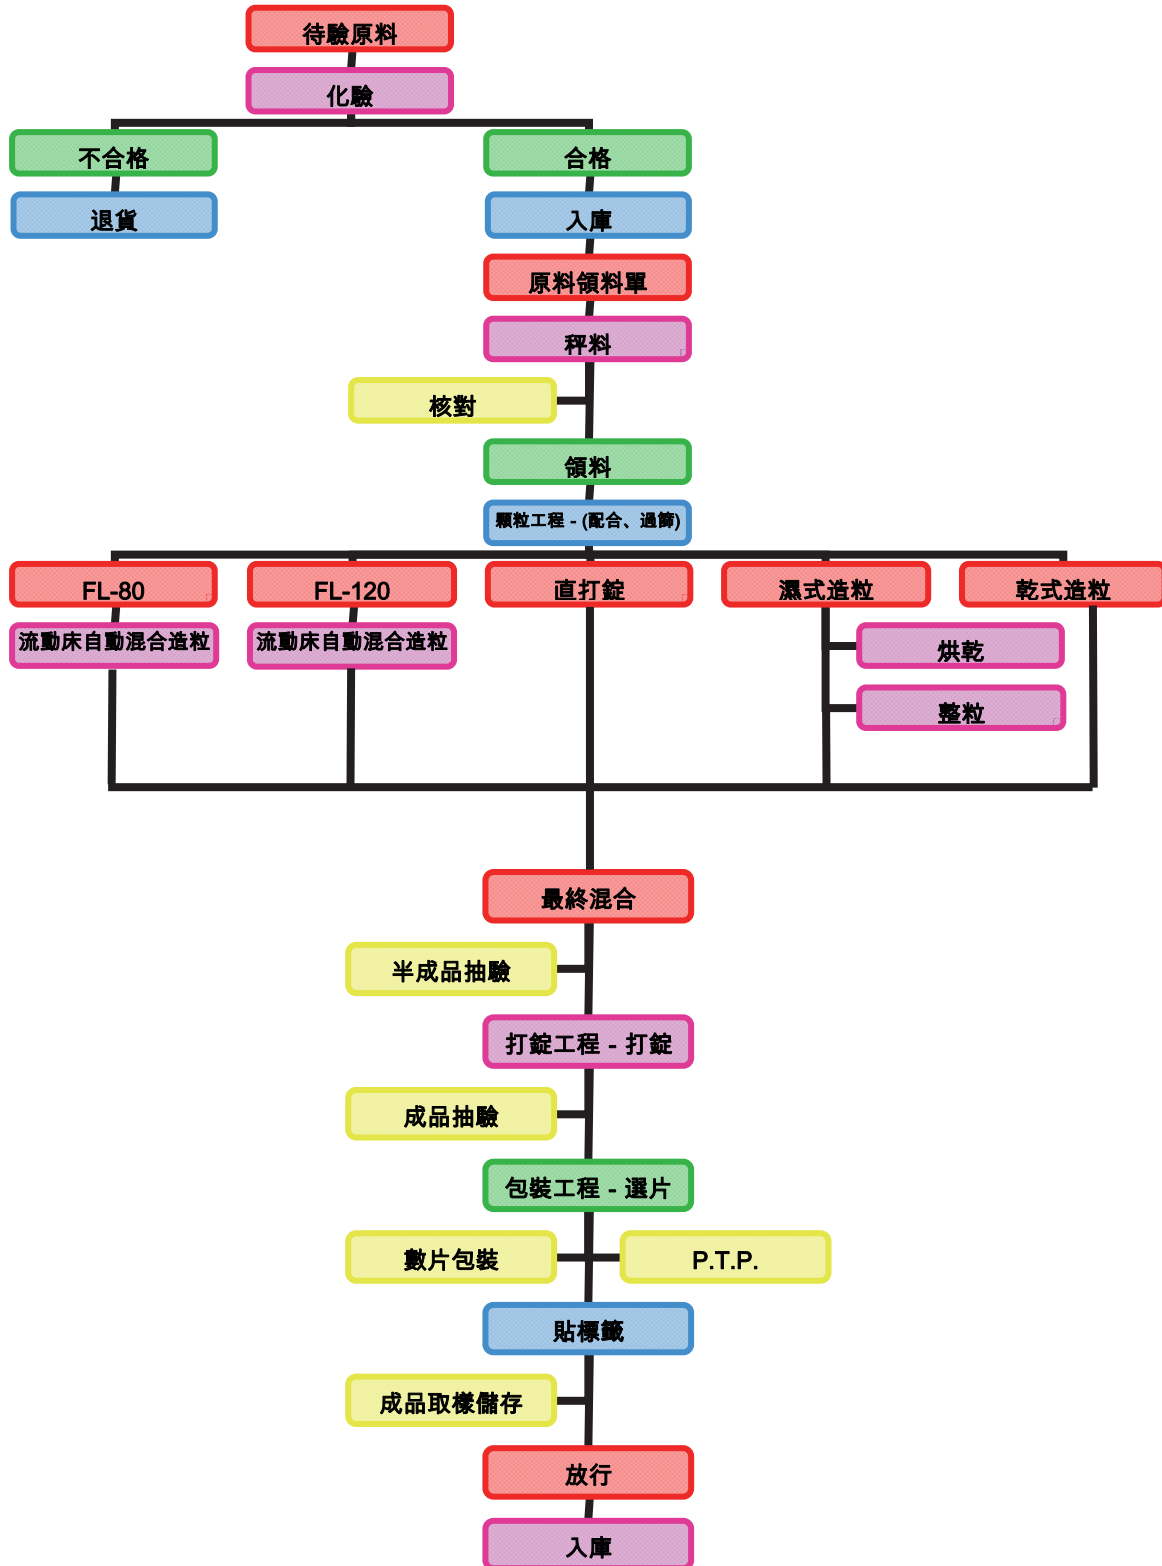 待驗原料
化驗
不合格
合格
退貨
入庫
原料領料單
秤料
核對
領料
顆粒工程 - (配合、過篩)
FL-80
FL-120
直打錠
濕式造粒
乾式造粒
流動床自動混合造粒
流動床自動混合造粒
烘乾
整粒
最終混合
半成品抽驗
打錠工程 - 打錠
成品抽驗
包裝工程 - 選片
數片包裝
P.T.P.
貼標籤
成品取樣儲存
放行
入庫